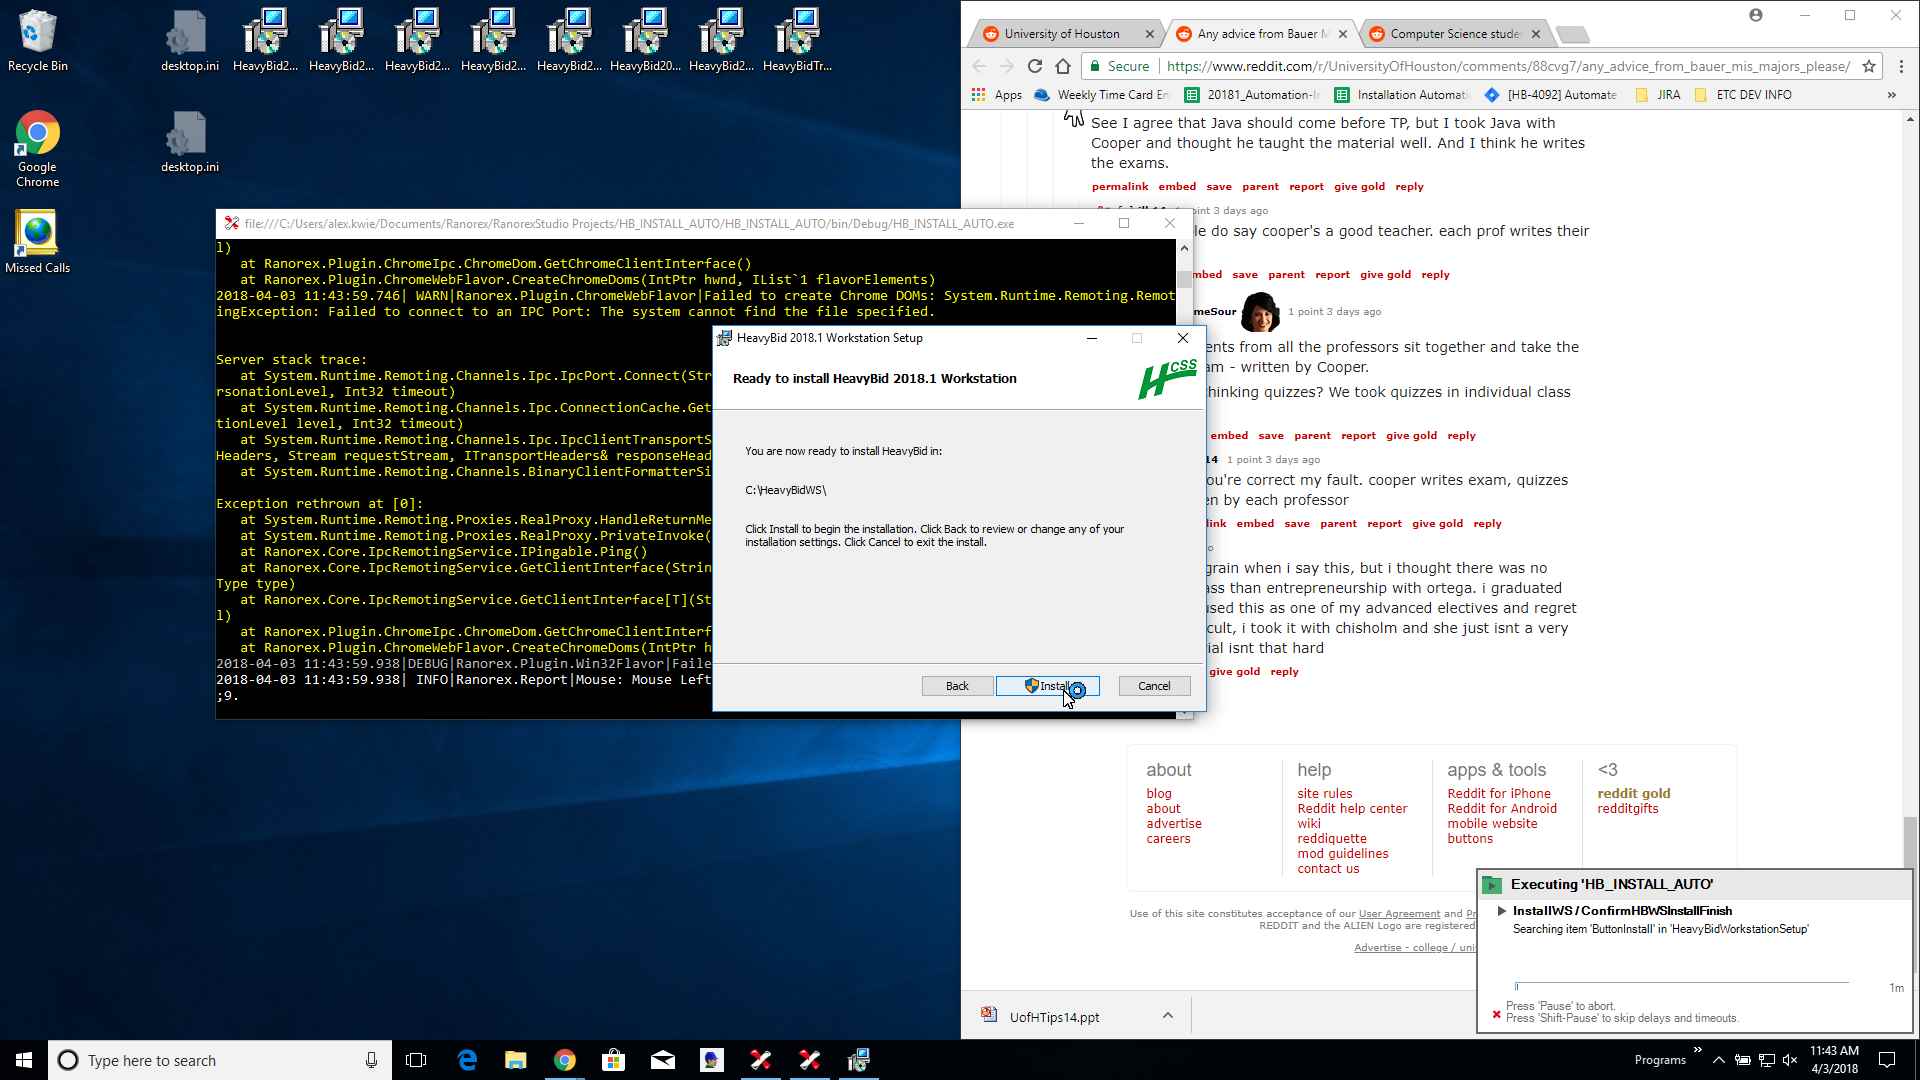 Recycle Bin
desktop.ini
HeavyBid2...
HeavyBid2...
HeavyBid2...
HeavyBid2...
HeavyBid2...
HeavyBid20...
HeavyBid2...
HeavyBidTr...
Google
Chrome
desktop.ini
Missed Calls
University of Houston
Any advice from Bauer M
Computer Science stude
Secure
https://www.reddit.com/r/UniversityOfHouston/comments/88cvg7/any_advice_from_bauer_mis_majors_please/
Apps
Weekly Time Card En
20181_Automation-In
Installation Automati
[HB-4092] Automate
JIRA
ETC DEV INFO
»
See I agree that Java should come before TP, but I took Java with
Cooper and thought he taught the material well. And I think he writes
the exams.
permalink embed save parent report give gold reply
oint 3 days ago
le do say cooper's a good teacher. each prof writes their
mbed save parent report give gold reply
meSour 1 point 3 days ago
ents from all the professors sit together and take the
am - written by Cooper.
hinking quizzes? We took quizzes in individual class
embed save parent report give gold reply
14 1 point 3 days ago
ou're correct my fault. cooper writes exam, quizzes
en by each professor
link embed save parent report give gold reply
o
grain when i say this, but i thought there was no
ass than entrepreneurship with ortega. i graduated
used this as one of my advanced electives and regret
cult, i took it with chisholm and she just isnt a very
ial isnt that hard
give gold reply
about
blog
about
advertise
careers
help
site rules
Reddit help center
wiki
reddiquette
mod guidelines
contact us
apps & tools
Reddit for iPhone
Reddit for Android
mobile website
buttons
<3
reddit gold
redditgifts
Use of this site constitutes acceptance of our User Agreement and Pr
REDDIT and the ALIEN Logo are registered
Advertise - college / uni
UofHTips14.ppt
file:///C:/Users/alex.kwie/Documents/Ranorex/RanorexStudio Projects/HB_INSTALL_AUTO/HB_INSTALL_AUTO/bin/Debug/HB_INSTALL_AUTO.exe
l)
at Ranorex.Plugin.ChromeIpc.ChromeDom.GetChromeClientInterface()
at Ranorex.Plugin.ChromeWebFlavor.CreateChromeDoms(IntPtr hwnd, IList`1 flavorElements)
2018-04-03 11:43:59.746| WARN|Ranorex.Plugin.ChromeWebFlavor|Failed to create Chrome DOMs: System.Runtime.Remoting.Remot
ingException: Failed to connect to an IPC Port: The system cannot find the file specified.
Server stack trace:
at System.Runtime.Remoting.Channels.Ipc.IpcPort.Connect(Str
rsonationLevel, Int32 timeout)
at System.Runtime.Remoting.Channels.Ipc.ConnectionCache.Get
tionLevel level, Int32 timeout)
at System.Runtime.Remoting.Channels.Ipc.IpcClientTransportS
Headers, Stream requestStream, ITransportHeaders& responseHead
at System.Runtime.Remoting.Channels.BinaryClientFormatterSi
Exception rethrown at [0]:
at System.Runtime.Remoting.Proxies.RealProxy.HandleReturnMe
at System.Runtime.Remoting.Proxies.RealProxy.PrivateInvoke(
at Ranorex.Core.IpcRemotingService.IPingable.Ping()
at Ranorex.Core.IpcRemotingService.GetClientInterface(Strin
Type type)
at Ranorex.Core.IpcRemotingService.GetClientInterface[T](St
l)
at Ranorex.Plugin.ChromeIpc.ChromeDom.GetChromeClientInterf
at Ranorex.Plugin.ChromeWebFlavor.CreateChromeDoms(IntPtr h
2018-04-03 11:43:59.938|DEBUG|Ranorex.Plugin.Win32Flavor|Faile
2018-04-03 11:43:59.938| INFO|Ranorex.Report|Mouse: Mouse Left
;9.
HeavyBid 2018.1 Workstation Setup
Ready to install HeavyBid 2018.1 Workstation
HCSS
You are now ready to install HeavyBid in:
C:\HeavyBidWS\
Click Install to begin the installation. Click Back to review or change any of your
installation settings. Click Cancel to exit the install.
Back
Install
Cancel
Executing 'HB_INSTALL_AUTO'
InstallWS / ConfirmHBWSInstallFinish
Searching item 'ButtonInstall' in 'HeavyBidWorkstationSetup'
1m
Press 'Pause' to abort.
Press 'Shift-Pause' to skip delays and timeouts.
Type here to search
Programs
»
11:43 AM
4/3/2018